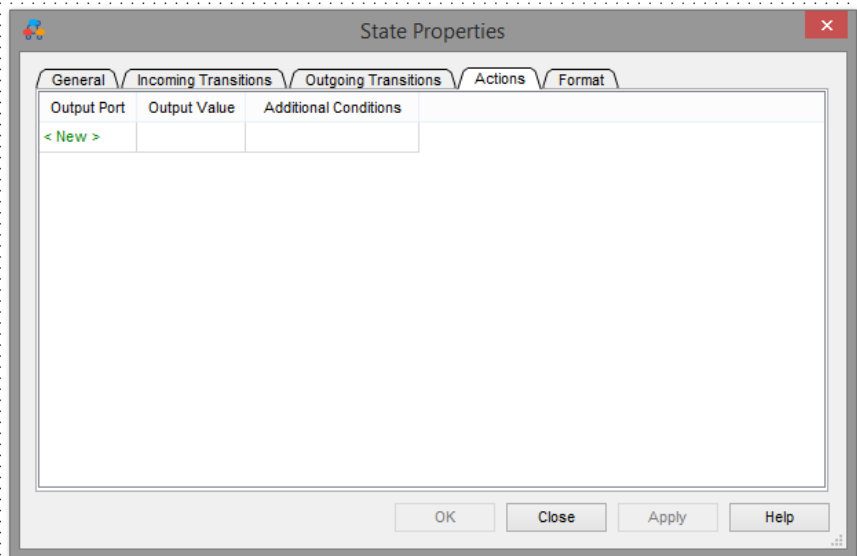 State Properties
General Incoming Transitions Outgoing Transitions Actions Format
Output Port Output Value Additional Conditions
< New >
OK Close Apply Help